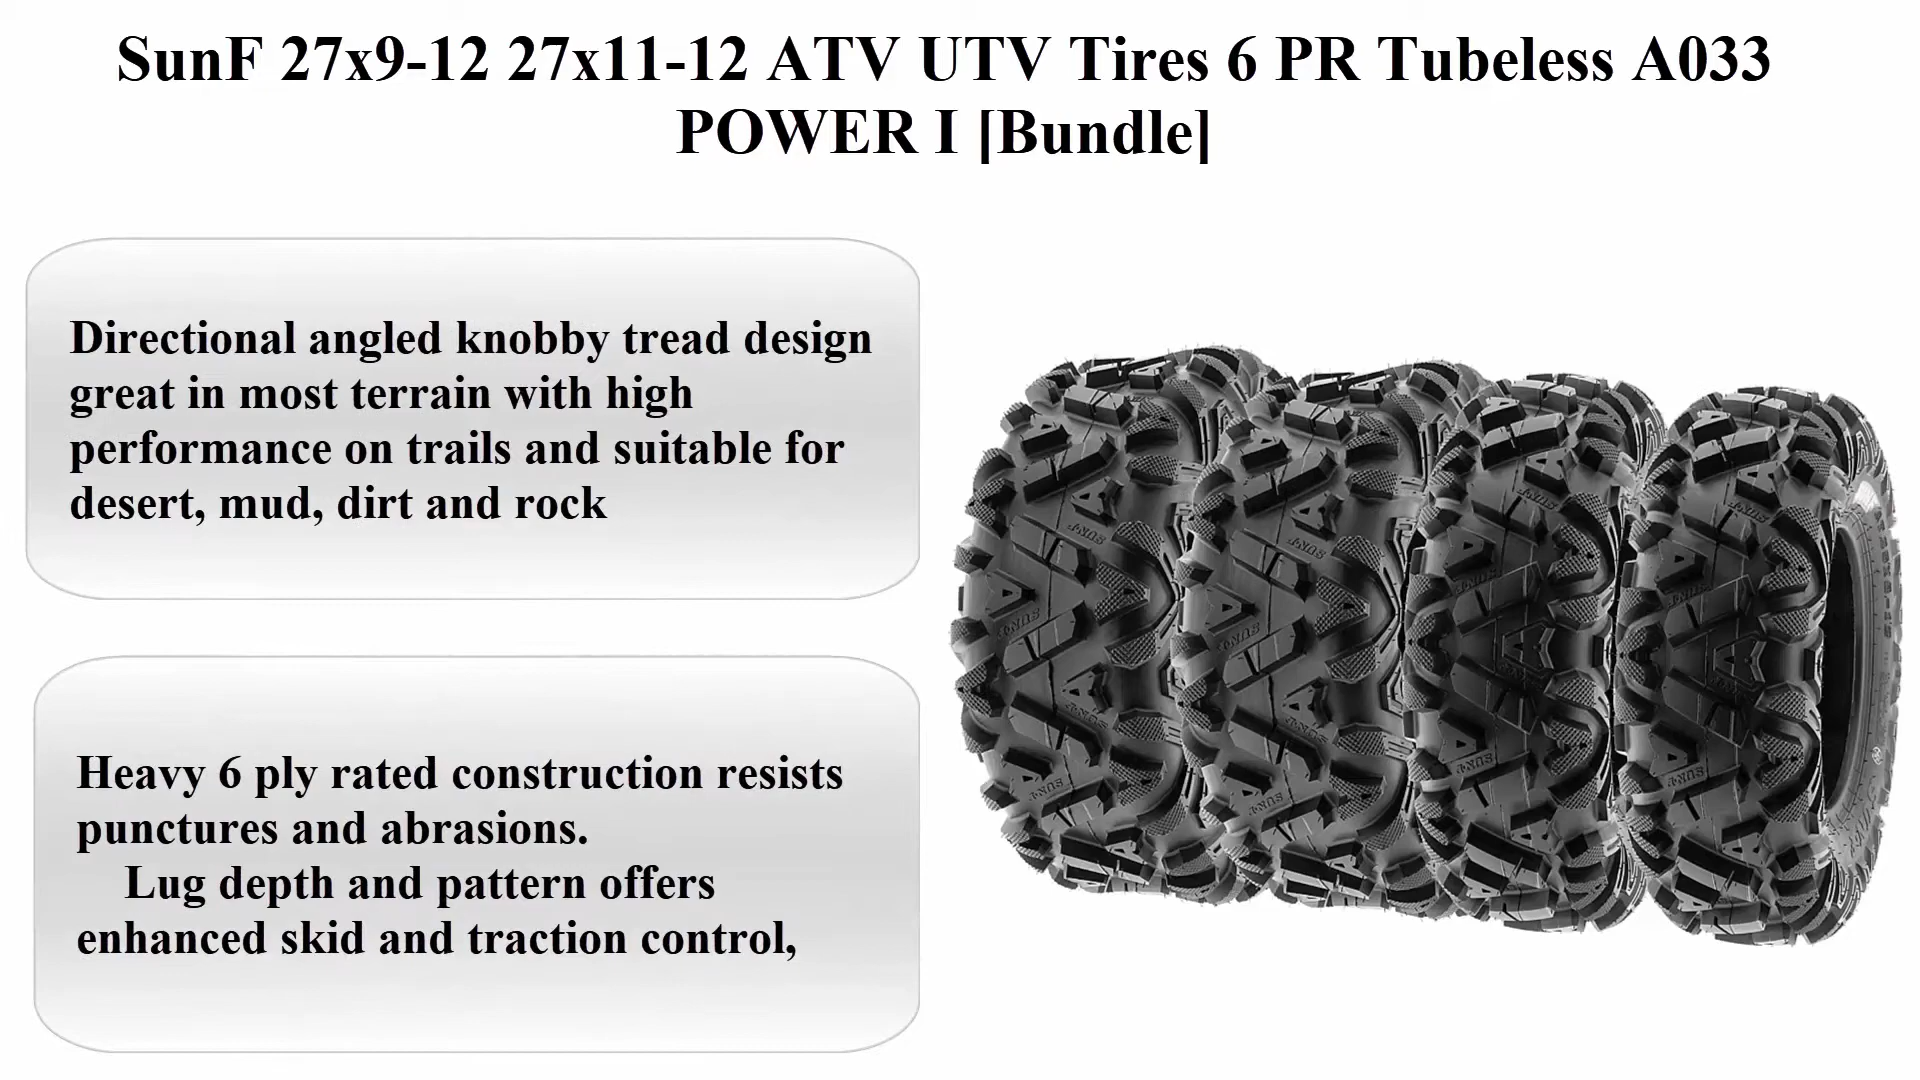 SunF 27x9-12 27x11-12 ATV UTV Tires 6 PR Tubeless A033
POWER I [Bundle]
Directional angled knobby tread design
great in most terrain with high
performance on trails and suitable for
desert, mud, dirt and rock
Heavy 6 ply rated construction resists
punctures and abrasions.
Lug depth and pattern offers
enhanced skid and traction control,